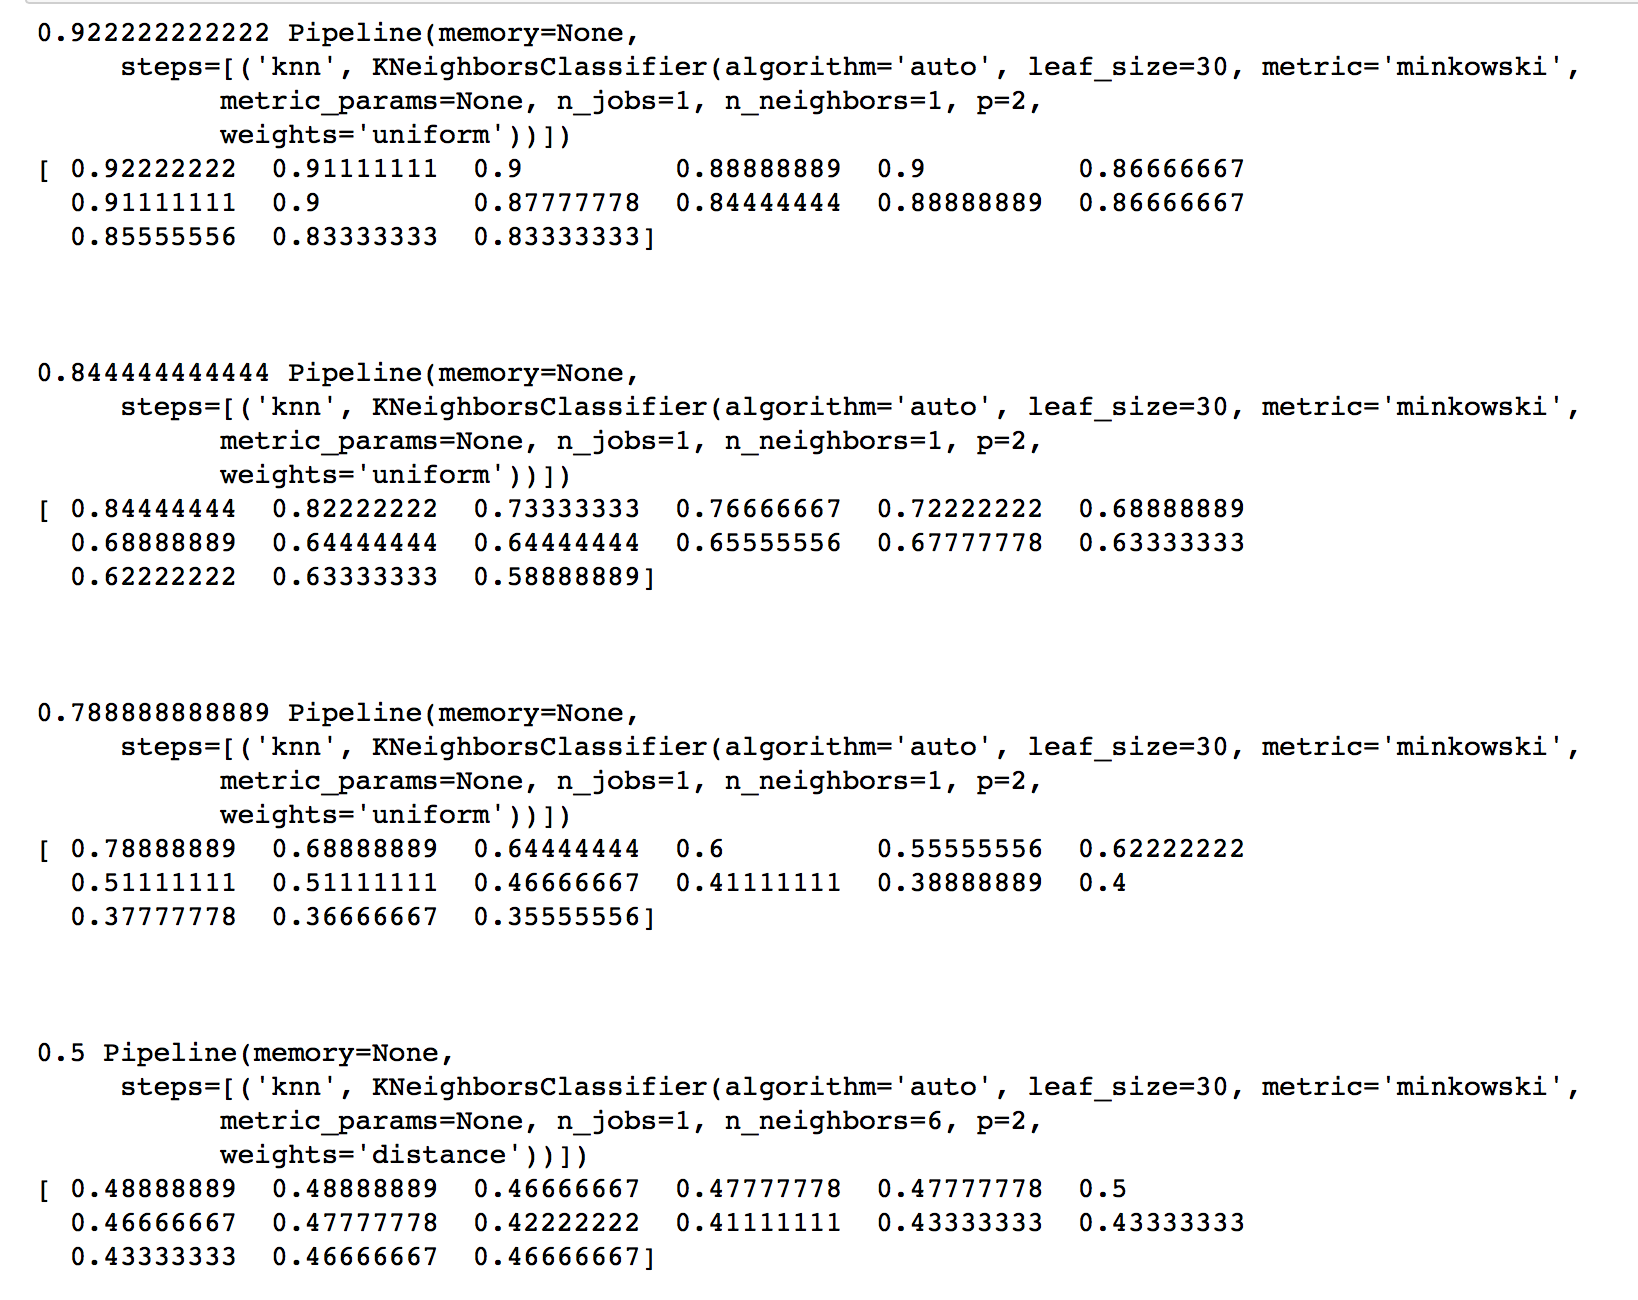 0.922222222222 Pipeline(memory=None,
     steps=[('knn', KNeighborsClassifier(algorithm='auto', leaf_size=30, metric='minkowski',
           metric_params=None, n_jobs=1, n_neighbors=1, p=2,
           weights='uniform'))])
[ 0.92222222  0.91111111  0.9         0.88888889  0.9         0.86666667
  0.91111111  0.9         0.87777778  0.84444444  0.88888889  0.86666667
  0.85555556  0.83333333  0.83333333]
0.844444444444 Pipeline(memory=None,
     steps=[('knn', KNeighborsClassifier(algorithm='auto', leaf_size=30, metric='minkowski',
           metric_params=None, n_jobs=1, n_neighbors=1, p=2,
           weights='uniform'))])
[ 0.84444444  0.82222222  0.73333333  0.76666667  0.72222222  0.68888889
  0.68888889  0.64444444  0.64444444  0.65555556  0.67777778  0.63333333
  0.62222222  0.63333333  0.58888889]
0.788888888889 Pipeline(memory=None,
     steps=[('knn', KNeighborsClassifier(algorithm='auto', leaf_size=30, metric='minkowski',
           metric_params=None, n_jobs=1, n_neighbors=1, p=2,
           weights='uniform'))])
[ 0.78888889  0.68888889  0.64444444  0.6         0.55555556  0.62222222
  0.51111111  0.51111111  0.46666667  0.41111111  0.38888889  0.4
  0.37777778  0.36666667  0.35555556]
0.5 Pipeline(memory=None,
     steps=[('knn', KNeighborsClassifier(algorithm='auto', leaf_size=30, metric='minkowski',
           metric_params=None, n_jobs=1, n_neighbors=6, p=2,
           weights='distance'))])
[ 0.48888889  0.48888889  0.46666667  0.47777778  0.47777778  0.5
  0.46666667  0.47777778  0.42222222  0.41111111  0.43333333  0.43333333
  0.43333333  0.46666667  0.46666667]